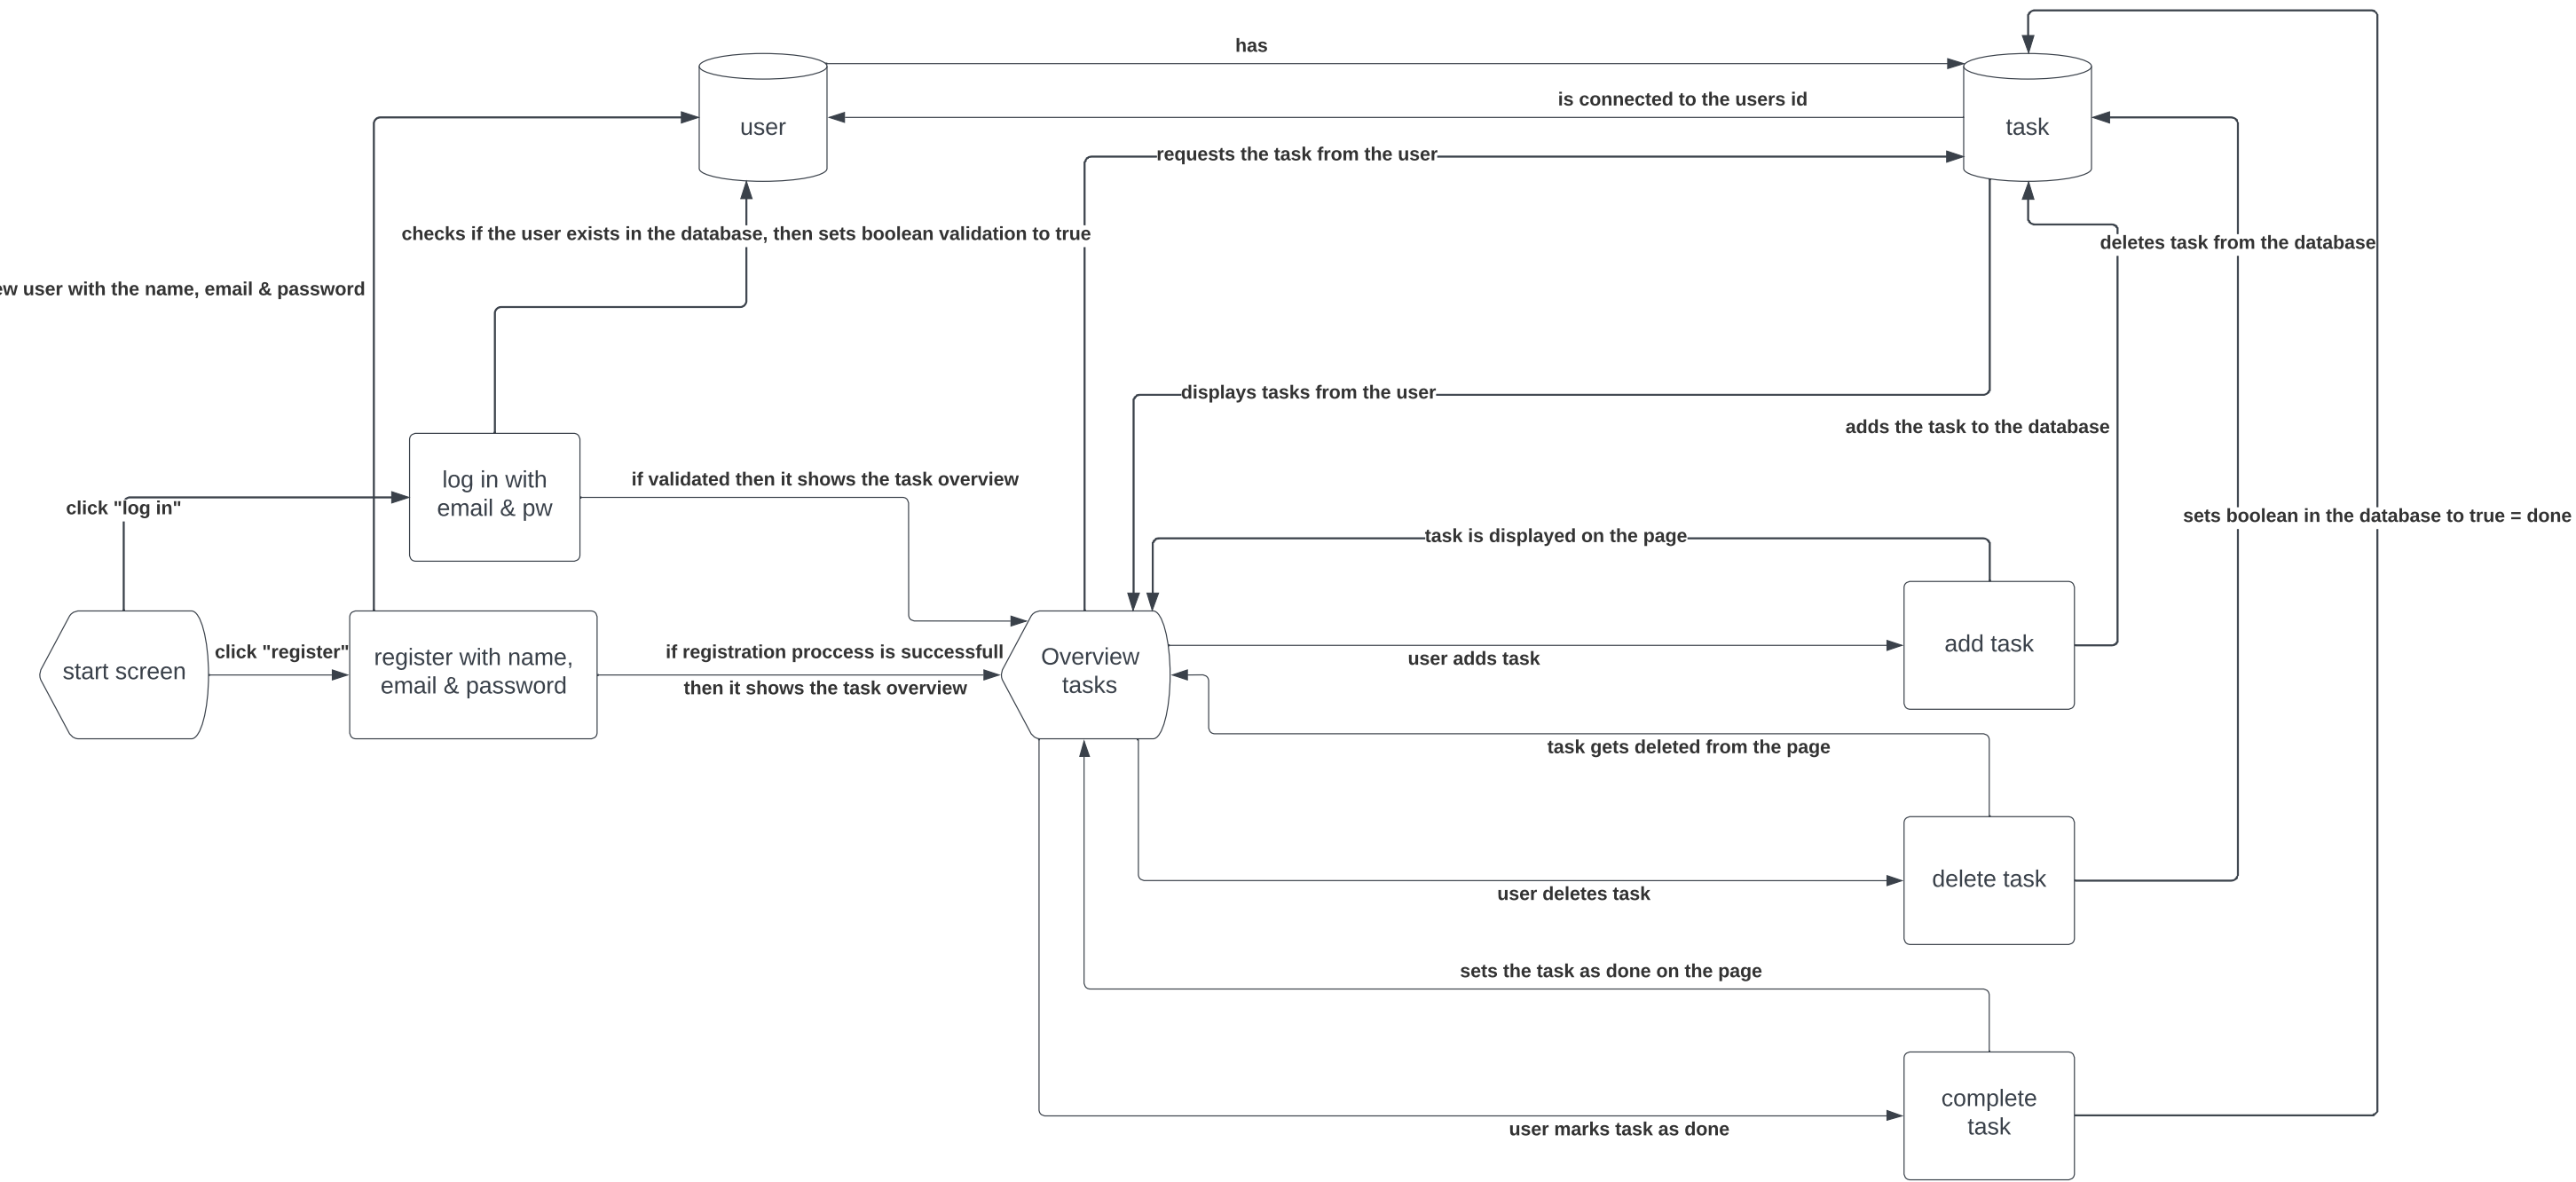 has
user
is connected to the users id
task
requests the task from the user
checks if the user exists in the database, then sets boolean validation to true
deletes task from the database
user with the name, email & password
displays tasks from the user
adds the task to the database
log in with
email & pw
if validated then it shows the task overview
click "log in"
sets boolean in the database to true = done
task is displayed on the page
start screen
click "register"
register with name,
email & password
if registration proccess is successfull
then it shows the task overview
Overview
tasks
user adds task
add task
task gets deleted from the page
delete task
user deletes task
sets the task as done on the page
complete
task
user marks task as done